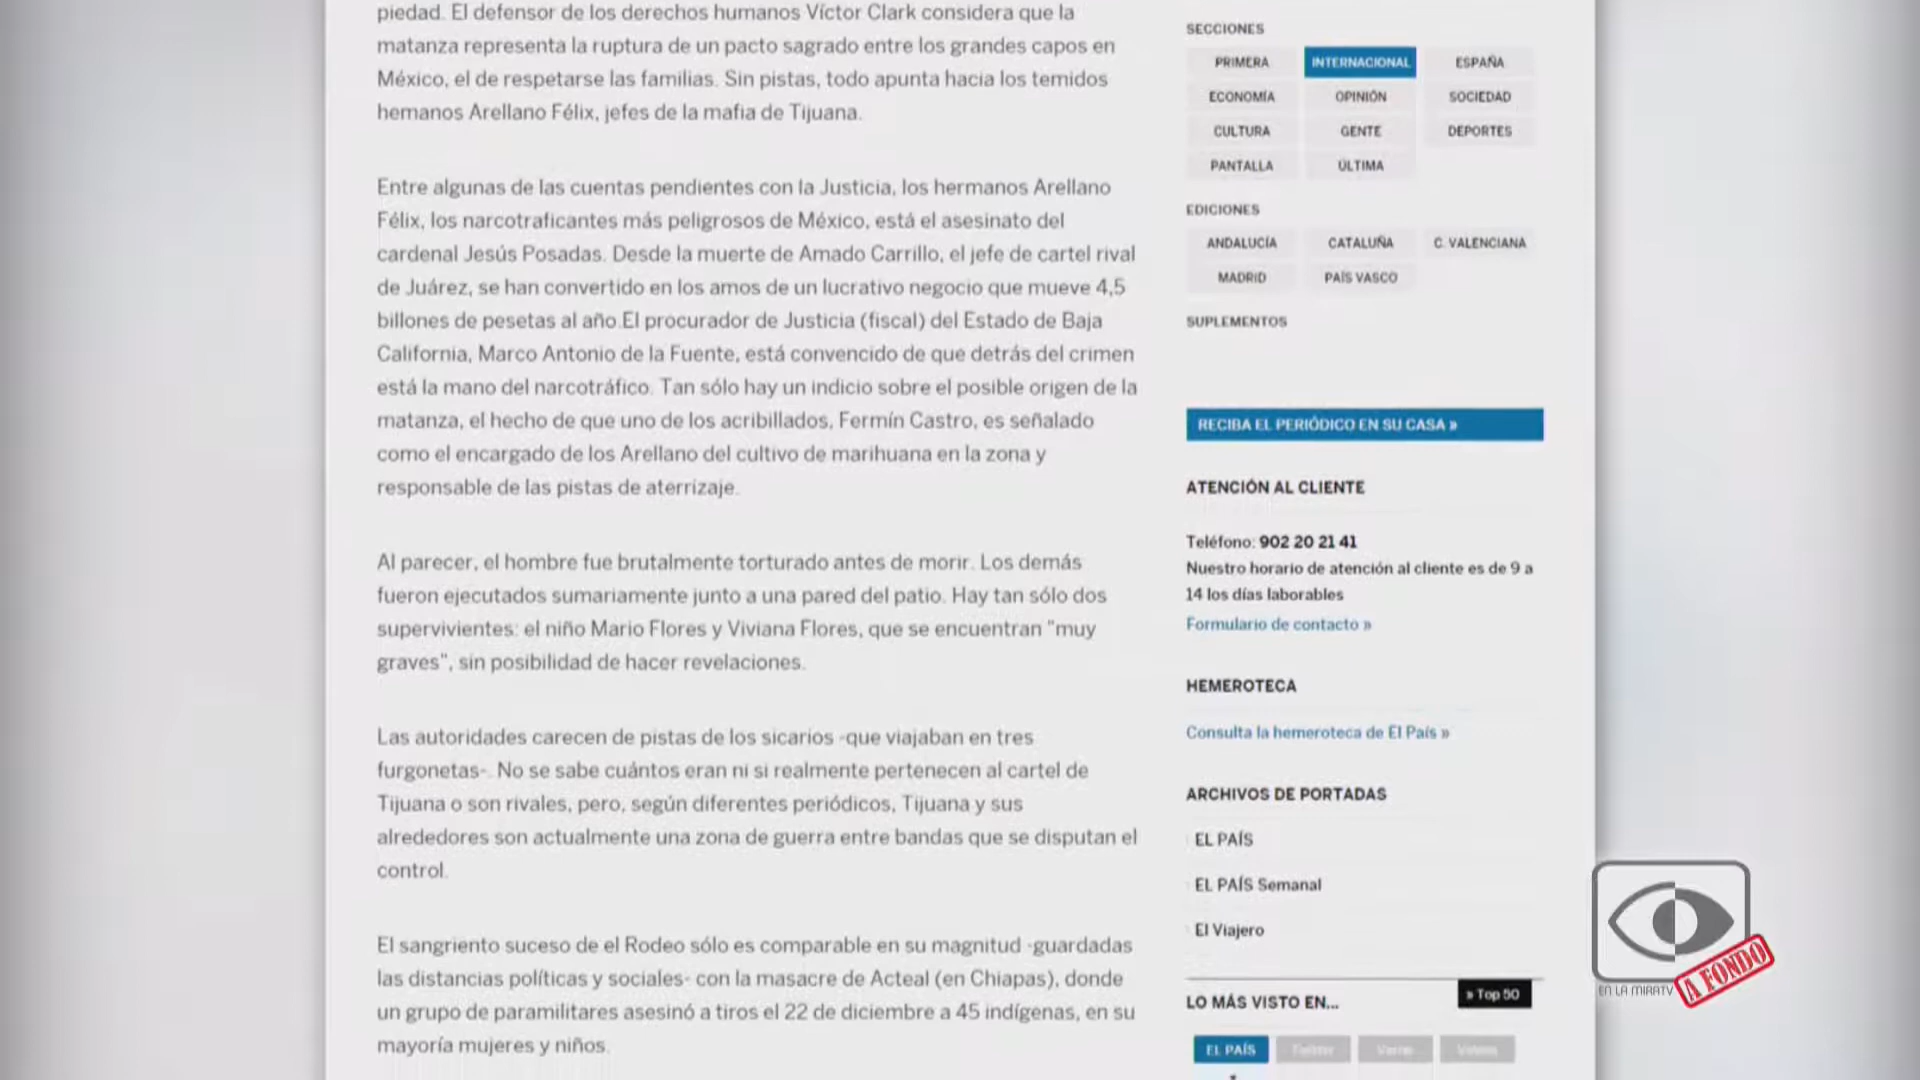 piedad. El defensor de los derechos humanos Víctor Clark considera que la
matanza representa la ruptura de un pacto sagrado entre los grandes capos en
México, el de respetarse las familias. Sin pistas, todo apunta hacia los temidos
hemanos Arellano Félix, jefes de la mafia de Tijuana.
Entre algunas de las cuentas pendientes con la Justicia, los hermanos Arellano
Félix, los narcotraficantes más peligrosos de México, está el asesinato del
cardenal Jesús Posadas. Desde la muerte de Amado Carrillo, el jefe de cartel rival
de Juárez, se han convertido en los amos de un lucrativo negocio que mueve 4,5
billones de pesetas al año.El procurador de Justicia (fiscal) del Estado de Baja
California, Marco Antonio de la Fuente, está convencido de que detrás del crimen
está la mano del narcotráfico. Tan sólo hay un indicio sobre el posible origen de la
matanza, el hecho de que uno de los acribillados, Fermín Castro, es señalado
como el encargado de los Arellano del cultivo de marihuana en la zona y
responsable de las pistas de aterrizaje.
Al parecer, el hombre fue brutalmente torturado antes de morir. Los demás
fueron ejecutados sumariamente junto a una pared del patio. Hay tan sólo dos
supervivientes: el niño Mario Flores y Viviana Flores, que se encuentran "muy
graves", sin posibilidad de hacer revelaciones.
Las autoridades carecen de pistas de los sicarios -que viajaban en tres
furgonetas-. No se sabe cuántos eran ni si realmente pertenecen al cartel de
Tijuana o son rivales, pero, según diferentes periódicos, Tijuana y sus
alrededores son actualmente una zona de guerra entre bandas que se disputan el
control.
El sangriento suceso de el Rodeo sólo es comparable en su magnitud -guardadas
las distancias políticas y sociales- con la masacre de Acteal (en Chiapas), donde
un grupo de paramilitares asesinó a tiros el 22 de diciembre a 45 indígenas, en su
mayoría mujeres y niños.
SECCIONES
PRIMERA INTERNACIONAL ESPAÑA
ECONOMÍA OPINIÓN SOCIEDAD
CULTURA GENTE DEPORTES
PANTALLA ÚLTIMA
EDICIONES
ANDALUCÍA CATALUÑA C. VALENCIANA
MADRID PAÍS VASCO
SUPLEMENTOS
RECIBA EL PERIÓDICO EN SU CASA »
ATENCIÓN AL CLIENTE
Teléfono: 902 20 21 41
Nuestro horario de atención al cliente es de 9 a
14 los días laborables
Formulario de contacto »
HEMEROTECA
Consulta la hemeroteca de El País »
ARCHIVOS DE PORTADAS
EL PAÍS
EL PAÍS Semanal
El Viajero
LO MÁS VISTO EN...
» Top 50
EL PAÍS
EN LA MIRA TV
A FONDO